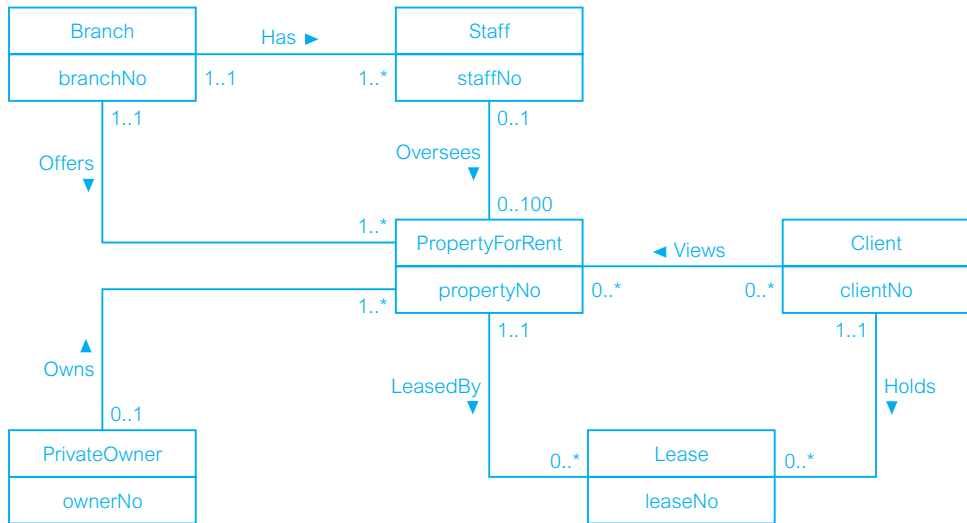 Branch
Has ►
Staff
branchNo
1..1
1..*
staffNo
1..1
0..1
Offers
▼
Oversees
▼
0..100
1..*
PropertyForRent
◄ Views
Client
propertyNo
0..*
0..*
clientNo
1..*
1..1
1..1
▲
Owns
LeasedBy
▼
Holds
▼
0..1
PrivateOwner
0..*
Lease
0..*
ownerNo
leaseNo